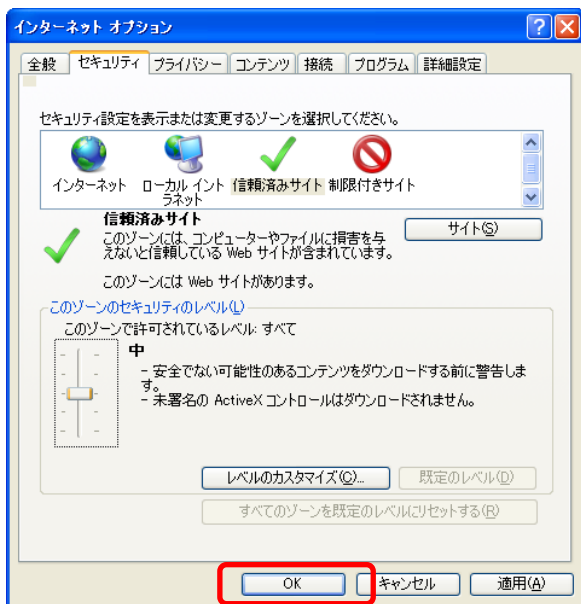 インターネット オプション
全般 セキュリティ プライバシー コンテンツ 接続 プログラム 詳細設定
セキュリティ設定を表示または変更するゾーンを選択してください。
インターネット
ローカル イント
ラネット
信頼済みサイト
制限付きサイト
信頼済みサイト
このゾーンには、コンピューターやファイルに損害を与
えないと信頼している Web サイトが含まれています。
このゾーンには Web サイトがあります。
サイト(S)
このゾーンのセキュリティのレベル(L)
このゾーンで許可されているレベル: すべて
中
- 安全でない可能性のあるコンテンツをダウンロードする前に警告しま
す。
- 未署名の ActiveX コントロールはダウンロードされません。
レベルのカスタマイズ(C)... 既定のレベル(D)
すべてのゾーンを既定のレベルにリセットする(R)
OK キャンセル 適用(A)